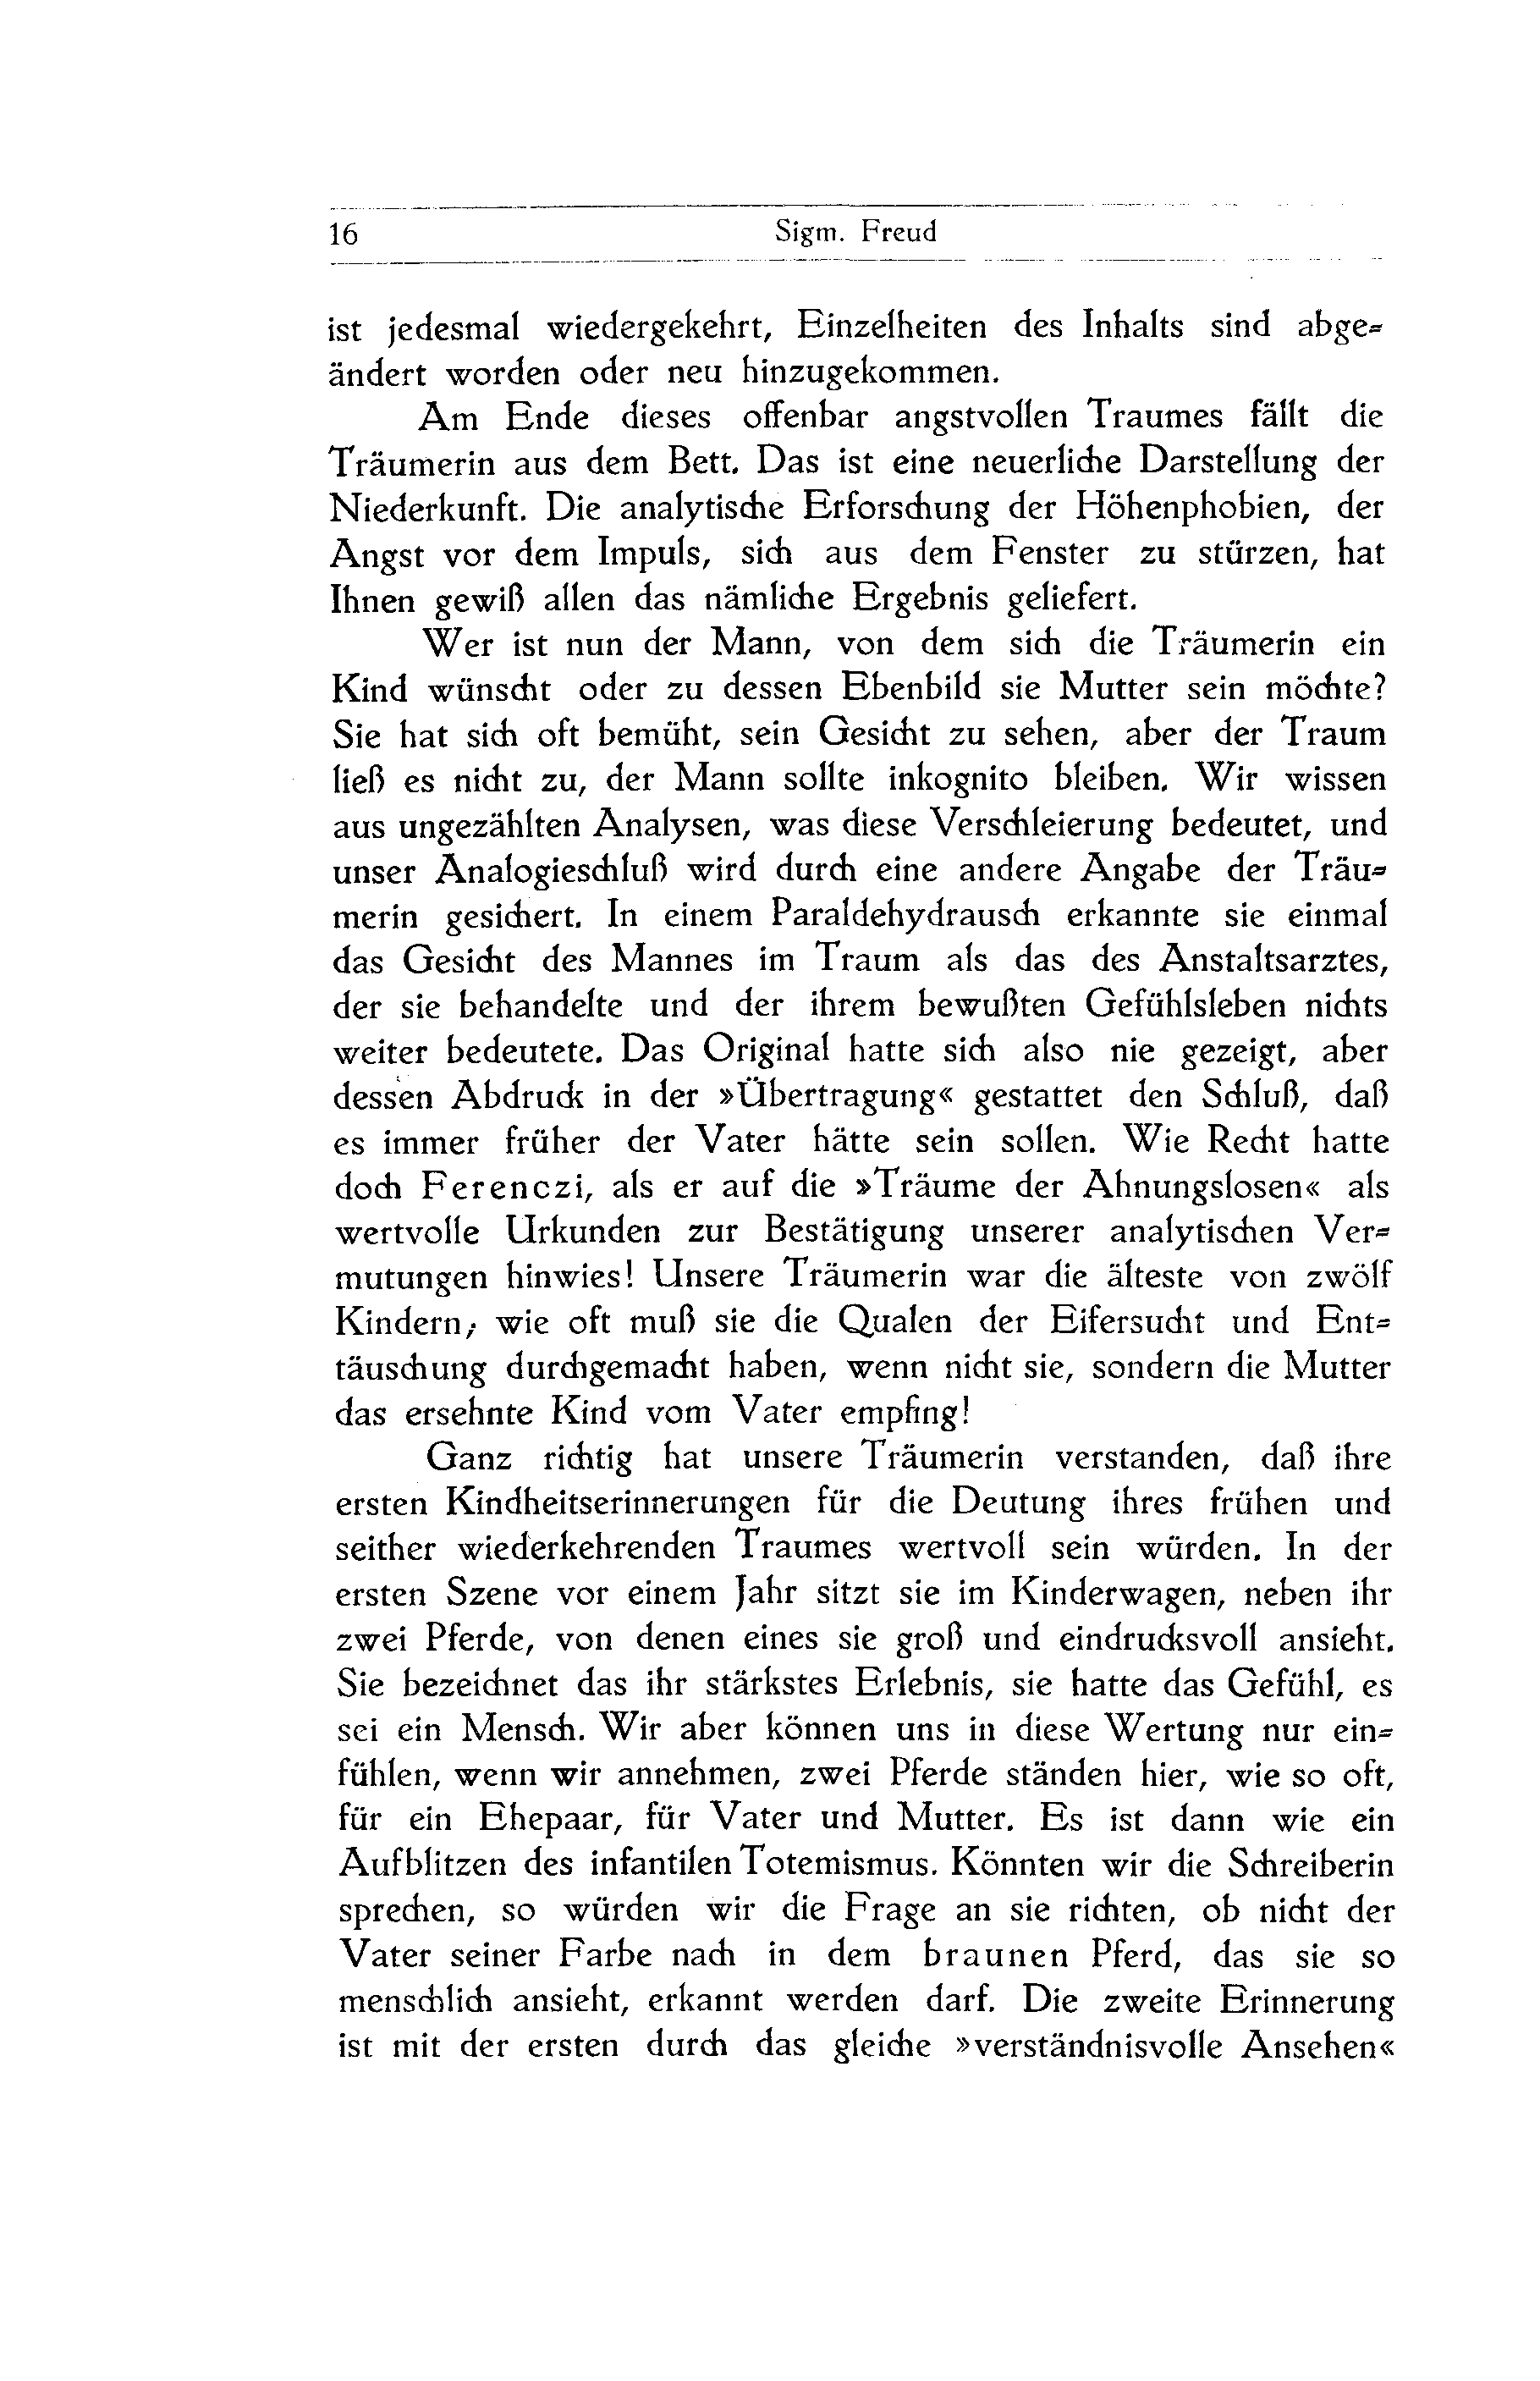 16 Sigm. Freud
ist jedesmal wiedergekehrt, Einzelheiten des Inhalts sind abge-
ändert worden oder neu hinzugekommen.
Am Ende dieses offenbar angstvollen Traumes fällt die
Träumerin aus dem Bett. Das ist eine neuerliche Darstellung der
Niederkunft. Die analytische Erforschung der Höhenphobien, der
Angst vor dem Impuls, sich aus dem Fenster zu stürzen, hat
Ihnen gewiß allen das nämliche Ergebnis geliefert.
Wer ist nun der Mann, von dem sich die Träumerin ein
Kind wünscht oder zu dessen Ebenbild sie Mutter sein möchte?
Sie hat sich oft bemüht, sein Gesicht zu sehen, aber der Traum
ließ es nicht zu, der Mann sollte inkognito bleiben. Wir wissen
aus ungezählten Analysen, was diese Verschleierung bedeutet, und
unser Analogieschluß wird durch eine andere Angabe der Träu-
merin gesichert. In einem Paraldehydrausch erkannte sie einmal
das Gesicht des Mannes im Traum als das des Anstaltsarztes,
der sie behandelte und der ihrem bewußten Gefühlsleben nichts
weiter bedeutete. Das Original hatte sich also nie gezeigt, aber
dessen Abdruck in der »Übertragung« gestattet den Schluß, daß
es immer früher der Vater hätte sein sollen. Wie Recht hatte
doch Ferenczi, als er auf die »Träume der Ahnungslosen« als
wertvolle Urkunden zur Bestätigung unserer analytischen Ver-
mutungen hinwies! Unsere Träumerin war die älteste von zwölf
Kindern; wie oft muß sie die Qualen der Eifersucht und Ent-
täuschung durchgemacht haben, wenn nicht sie, sondern die Mutter
das ersehnte Kind vom Vater empfing!
Ganz richtig hat unsere Träumerin verstanden, daß ihre
ersten Kindheitserinnerungen für die Deutung ihres frühen und
seither wiederkehrenden Traumes wertvoll sein würden. In der
ersten Szene vor einem Jahr sitzt sie im Kinderwagen, neben ihr
zwei Pferde, von denen eines sie groß und eindrucksvoll ansieht.
Sie bezeichnet das ihr stärkstes Erlebnis, sie hatte das Gefühl, es
sei ein Mensch. Wir aber können uns in diese Wertung nur ein-
fühlen, wenn wir annehmen, zwei Pferde ständen hier, wie so oft,
für ein Ehepaar, für Vater und Mutter. Es ist dann wie ein
Aufblitzen des infantilen Totemismus. Könnten wir die Schreiberin
sprechen, so würden wir die Frage an sie richten, ob nicht der
Vater seiner Farbe nach in dem braunen Pferd, das sie so
menschlich ansieht, erkannt werden darf. Die zweite Erinnerung
ist mit der ersten durch das gleiche »verständnisvolle Ansehen«